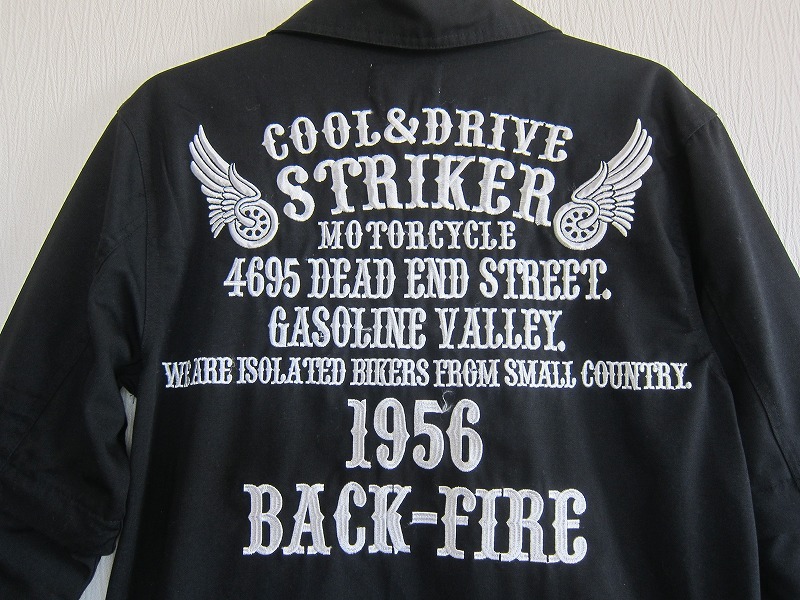 COOL&DRIVE
STRIKER
MOTORCYCLE
4695 DEAD END STREET.
GASOLINE VALLEY.
WE ARE ISOLATED BIKERS FROM SMALL COUNTRY.
1956
BACK-FIRE